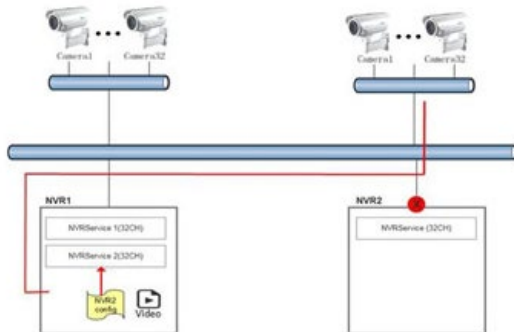 Camera1
Camera32
Camera1
Camera32
NVR1
NVR2
NVRService 1(32CH)
NVRService (32CH)
NVRService 2(32CH)
NVR2
config
Video
X